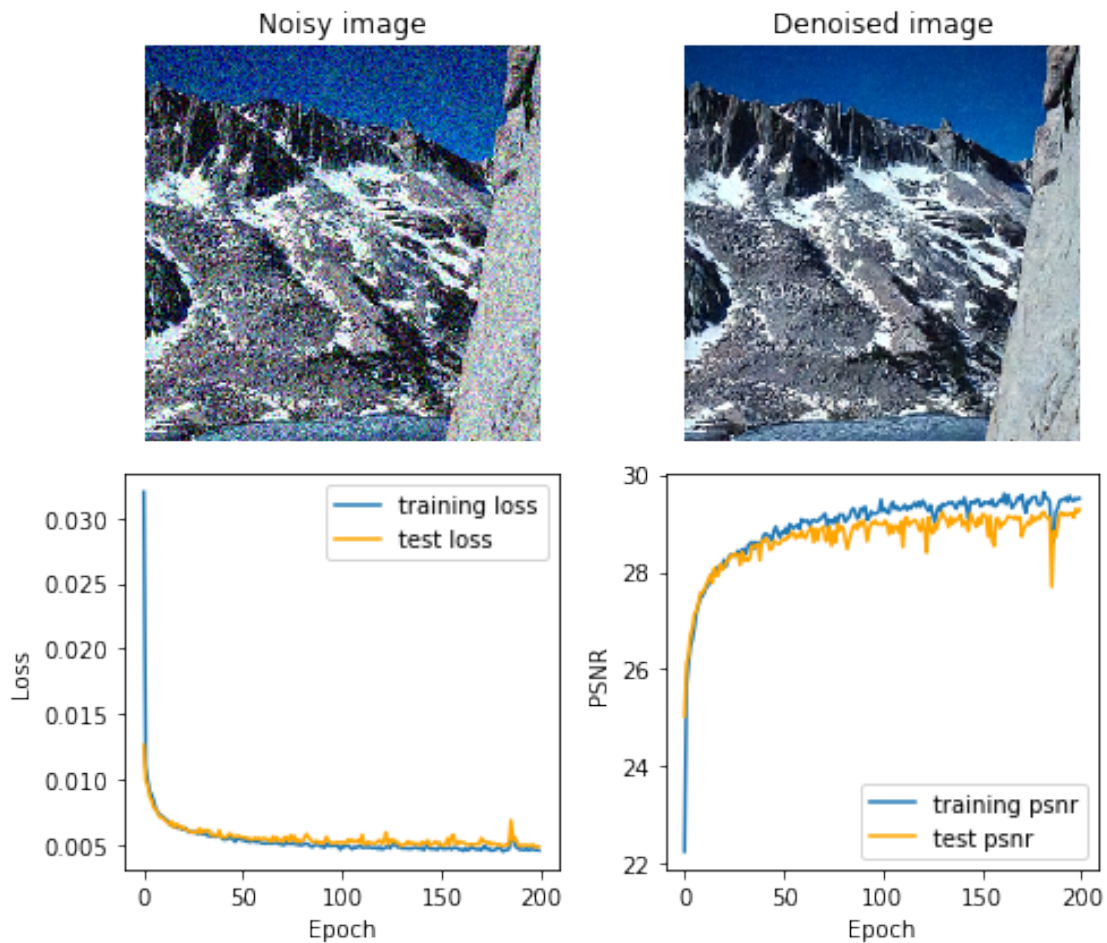 Noisy image
Denoised image
0.030
0.025
0.020
0.015
0.010
0.005
Loss
training loss
test loss
0
50
100
150
200
Epoch
30
28
26
24
22
PSNR
training psnr
test psnr
0
50
100
150
200
Epoch